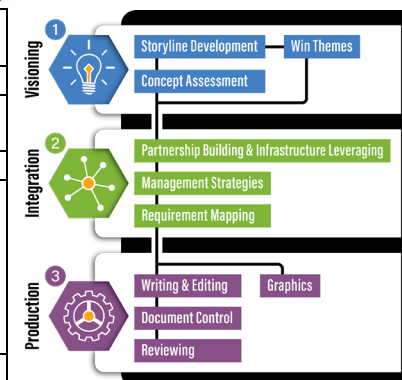 1
Visioning
Storyline Development
Win Themes
Concept Assessment
2
Integration
Partnership Building & Infrastructure Leveraging
Management Strategies
Requirement Mapping
3
Production
Writing & Editing
Graphics
Document Control
Reviewing